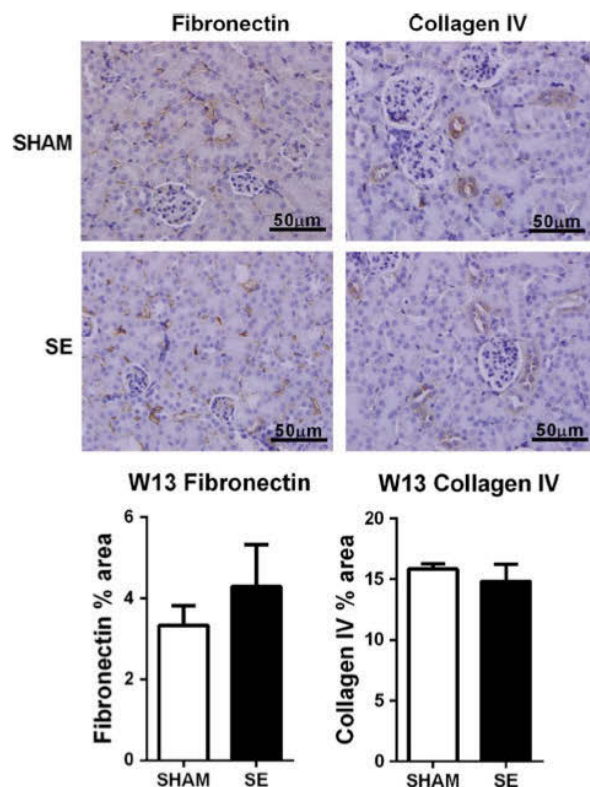 Fibronectin Collagen IV
SHAM
50μm 50μm
SE
50μm 50μm
W13 Fibronectin W13 Collagen IV
Fibronectin % area
6
4
2
0
SHAM SE
Collagen IV % area
20
15
10
5
0
SHAM SE